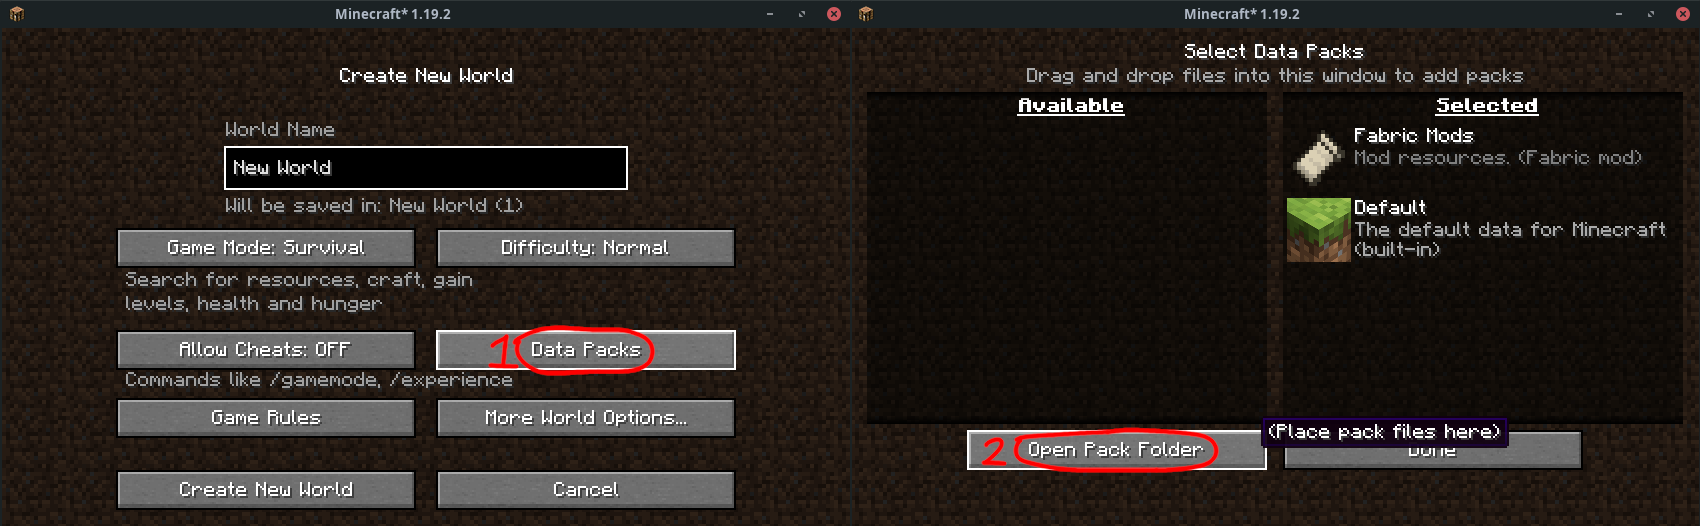 Minecraft* 1.19.2
Create New World
World Name
New World
Will be saved in: New World (1)
Game Mode: Survival
Difficulty: Normal
Search for resources, craft, gain
levels, health and hunger
Allow Cheats: OFF
1 Data Packs
Commands like /gamemode, /experience
Game Rules
More World Options...
Create New World
Cancel
Minecraft* 1.19.2
Select Data Packs
Drag and drop files into this window to add packs
Available
Selected
Fabric Mods
Mod resources. (Fabric mod)
Default
The default data for Minecraft
(built-in)
2 Open Pack Folder
(Place pack files here)
Done